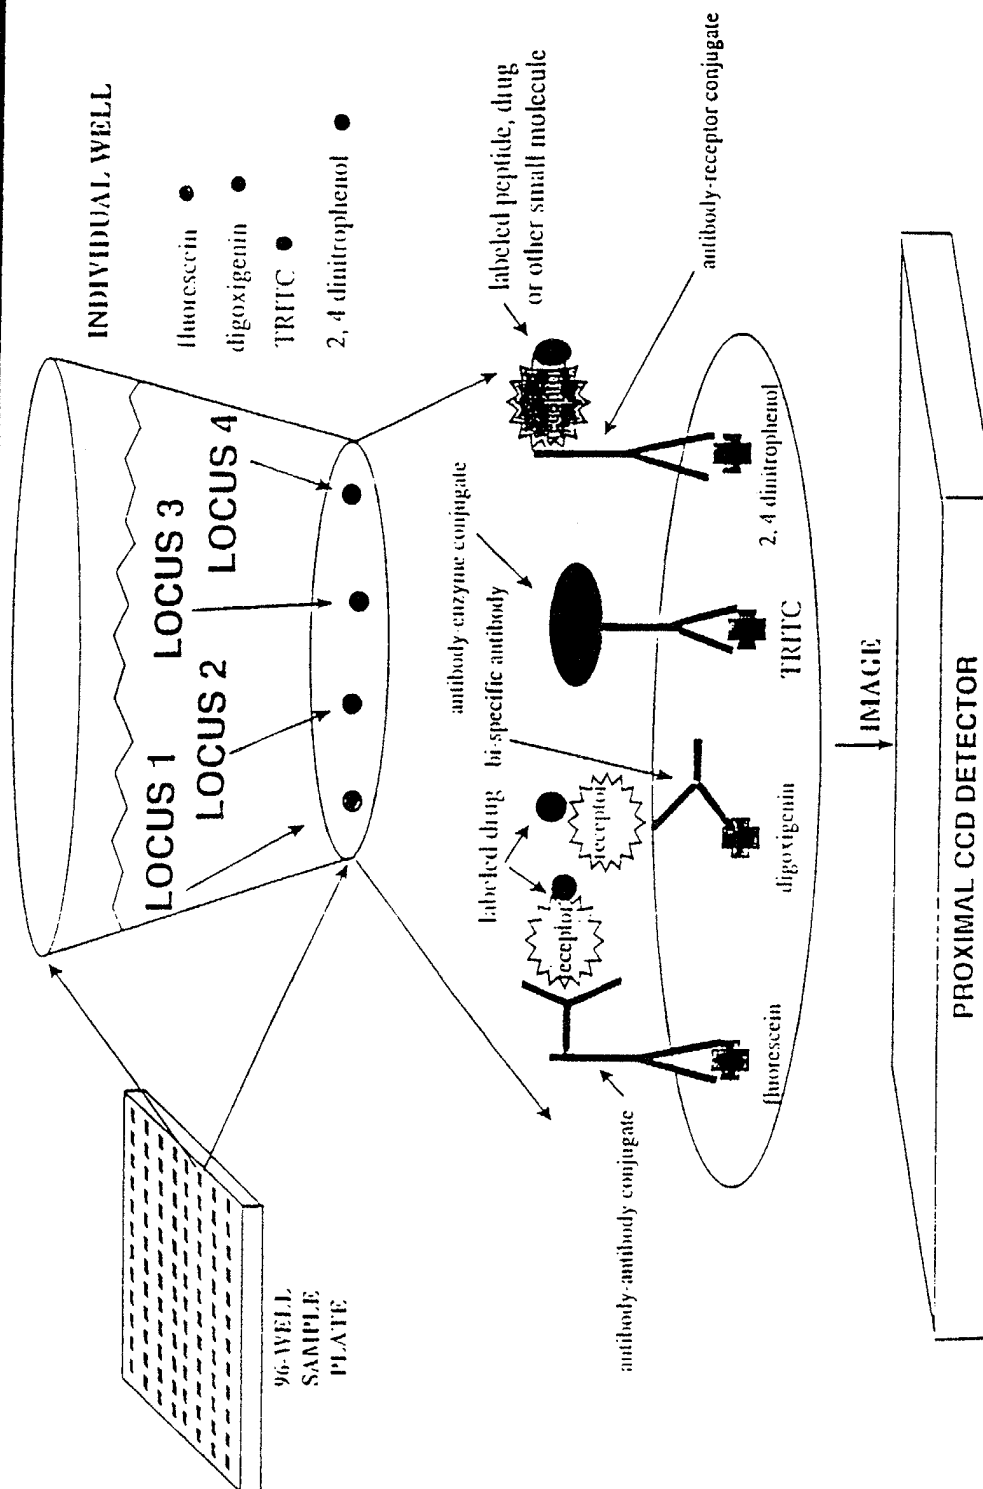 INDIVIDUAL WELL
fluorescein
digoxigenin
TRITC
2, 4 dinitrophenol
LOCUS 1
LOCUS 2
LOCUS 3
LOCUS 4
96-WELL
SAMPLE
PLATE
labeled peptide, drug
or other small molecule
antibody-receptor conjugate
antibody-enzyme conjugate
bi-specific antibody
labeled drug
receptor
receptor
receptor
antibody-antibody conjugate
fluorescein
digoxigenin
TRITC
2, 4 dinitrophenol
IMAGE
PROXIMAL CCD DETECTOR